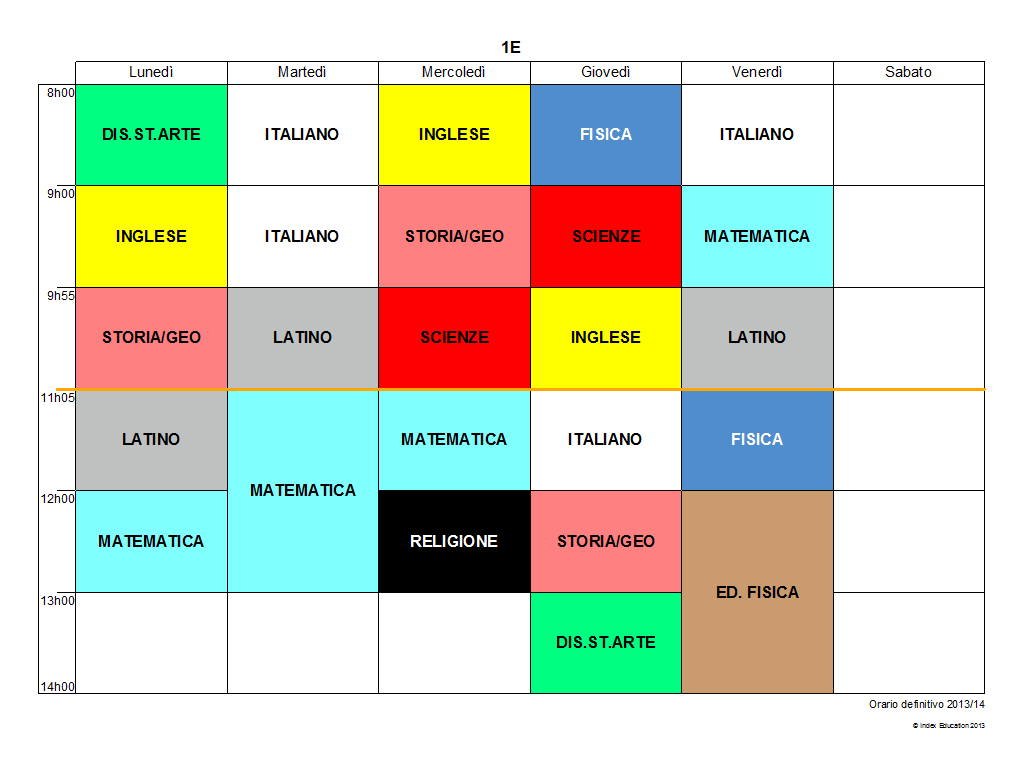 1E
Lunedì Martedì Mercoledì Giovedì Venerdì Sabato
8h00
DIS.ST.ARTE ITALIANO INGLESE FISICA ITALIANO
9h00
INGLESE ITALIANO STORIA/GEO SCIENZE MATEMATICA
9h55
STORIA/GEO LATINO SCIENZE INGLESE LATINO
11h05
LATINO MATEMATICA ITALIANO FISICA
MATEMATICA
12h00
MATEMATICA RELIGIONE STORIA/GEO
ED. FISICA
13h00
DIS.ST.ARTE
14h00
Orario definitivo 2013/14
© Index Education 2013